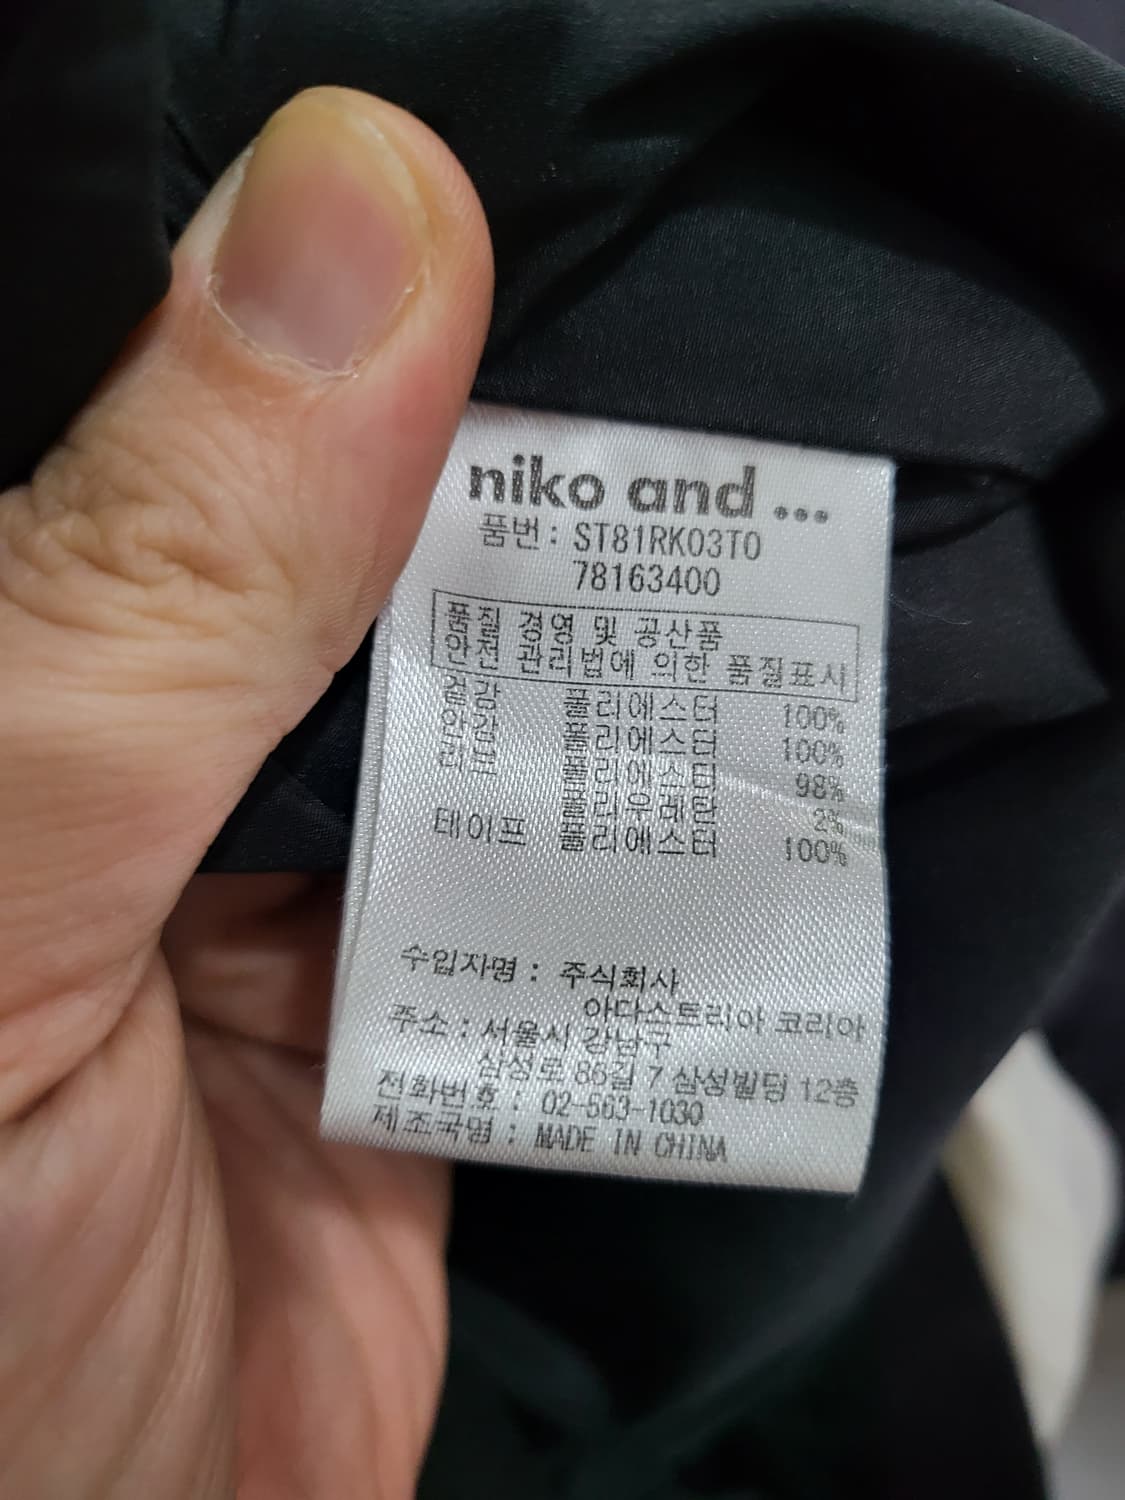 niko and ...
품번 : ST81RK03T0
78163400
품질 경영 및 공산품
안전 관리법에 의한 품질표시
겉감 폴리에스터 100%
안감 폴리에스터 100%
리브 폴리에스터 98%
폴리우레탄 2%
테이프 폴리에스터 100%
수입자명 : 주식회사
아다스트리아 코리아
주소 : 서울시 강남구
삼성로 86길 7 삼성빌딩 12층
전화번호 : 02-563-1030
제조국명 : MADE IN CHINA